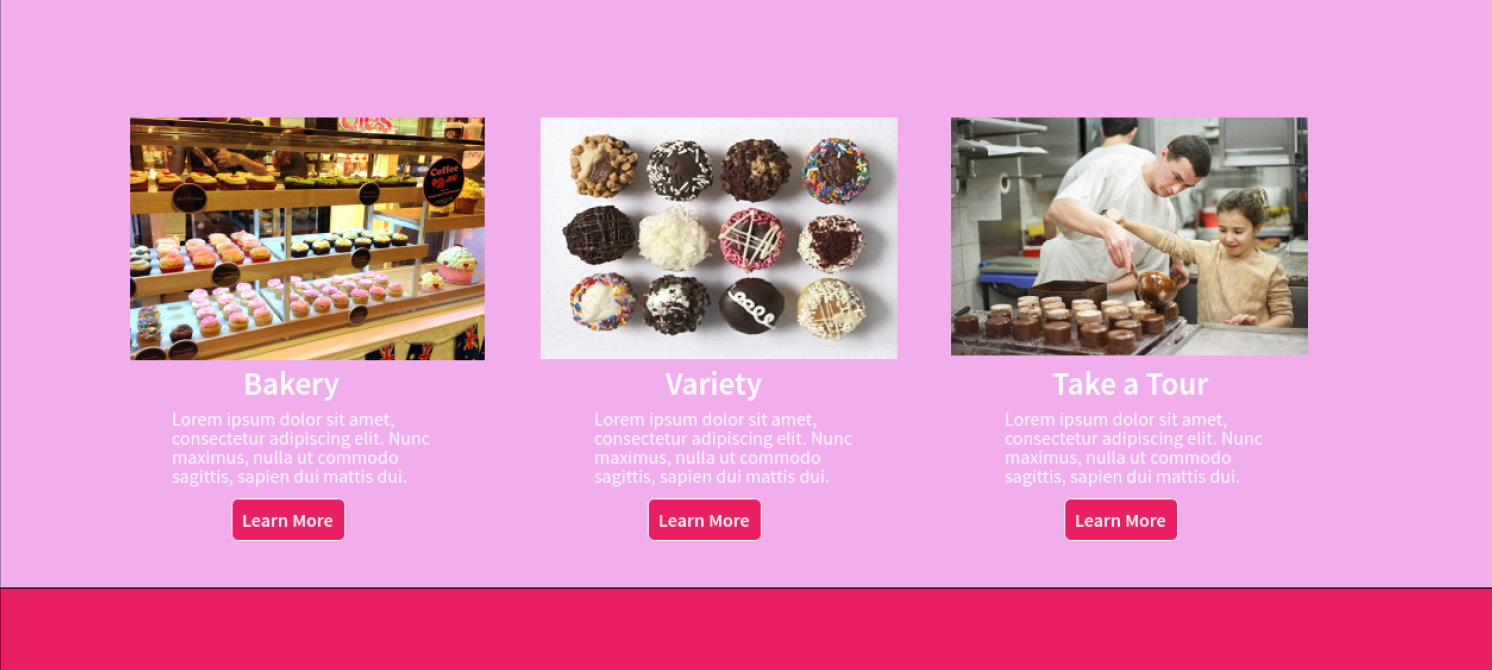 Coffee
Bakery
Lorem ipsum dolor sit amet,
consectetur adipiscing elit. Nunc
maximus, nulla ut commodo
sagittis, sapien dui mattis dui.
Learn More
Variety
Lorem ipsum dolor sit amet,
consectetur adipiscing elit. Nunc
maximus, nulla ut commodo
sagittis, sapien dui mattis dui.
Learn More
Take a Tour
Lorem ipsum dolor sit amet,
consectetur adipiscing elit. Nunc
maximus, nulla ut commodo
sagittis, sapien dui mattis dui.
Learn More